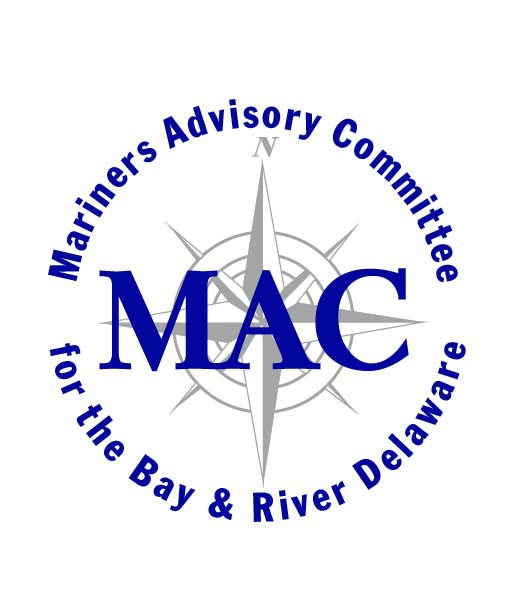 Mariners Advisory Committee
N
MAC
for the Bay & River Delaware